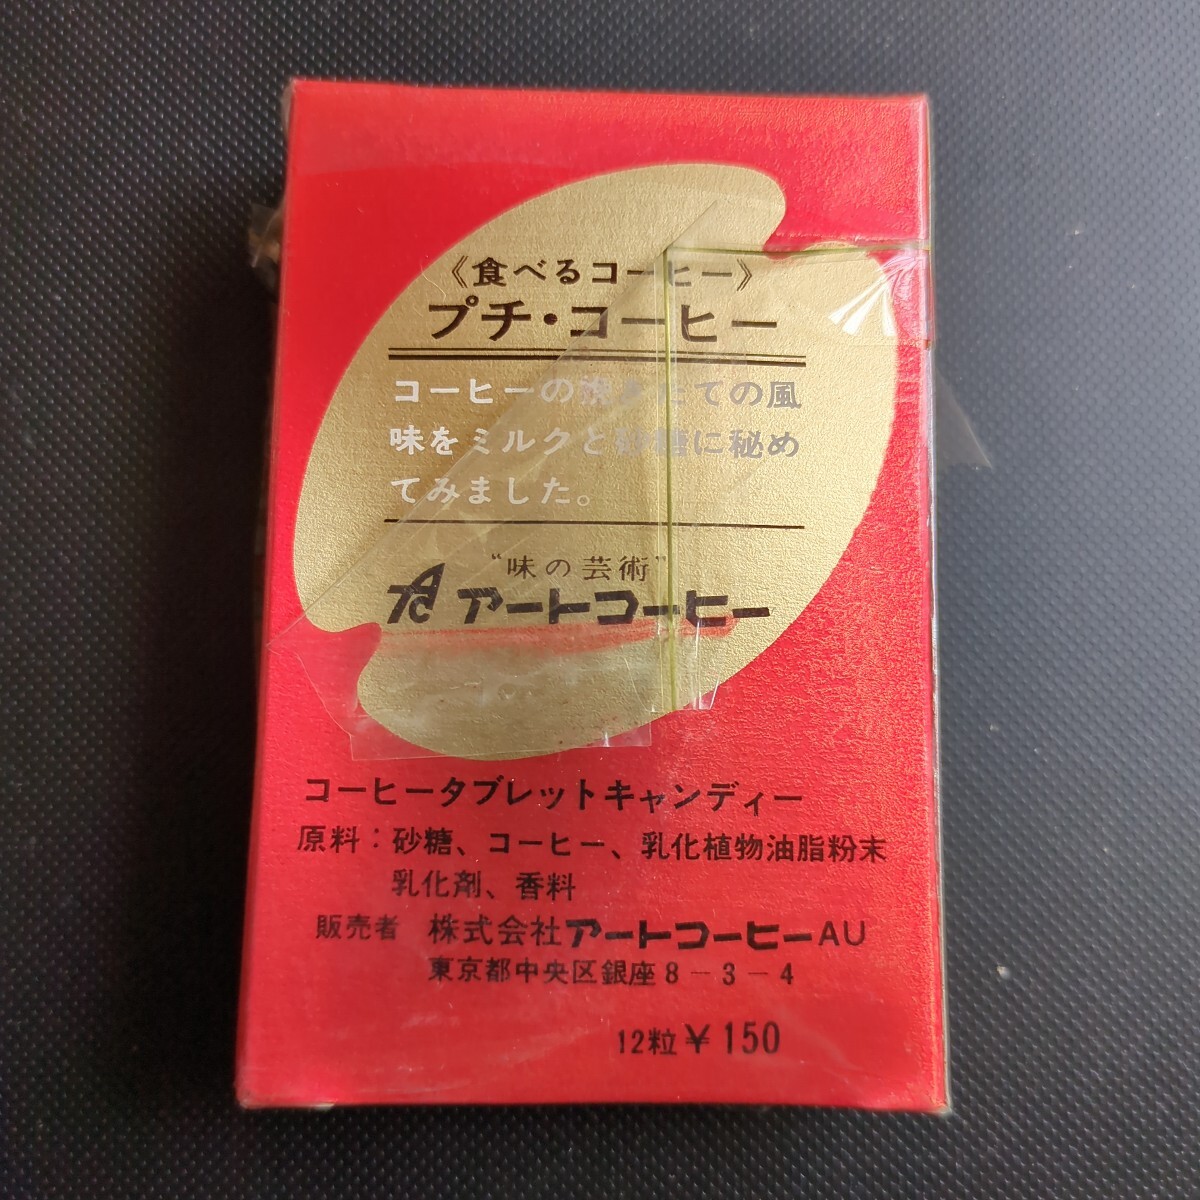 《食べるコーヒー》
プチ・コーヒー
コーヒーの炊きたての風
味をミルクと砂糖に秘め
てみました。
“味の芸術”
アートコーヒー
コーヒータブレットキャンディー
原料：砂糖、コーヒー、乳化植物油脂粉末
乳化剤、香料
販売者 株式会社アートコーヒーAU
東京都中央区銀座8-3-4
12粒¥150